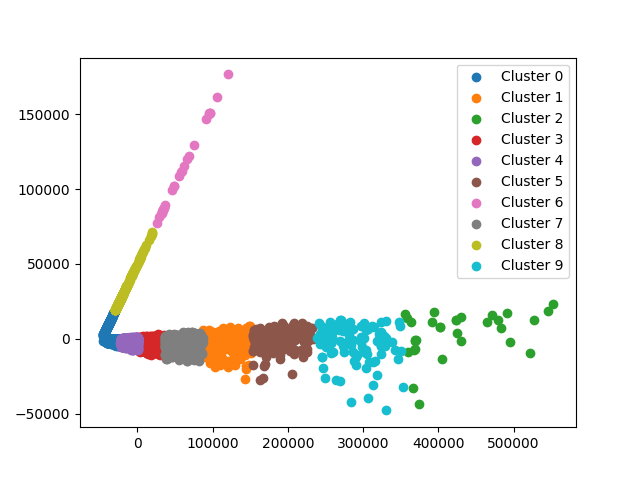 150000
100000
50000
0
−50000
0
100000
200000
300000
400000
500000
Cluster 0
Cluster 1
Cluster 2
Cluster 3
Cluster 4
Cluster 5
Cluster 6
Cluster 7
Cluster 8
Cluster 9